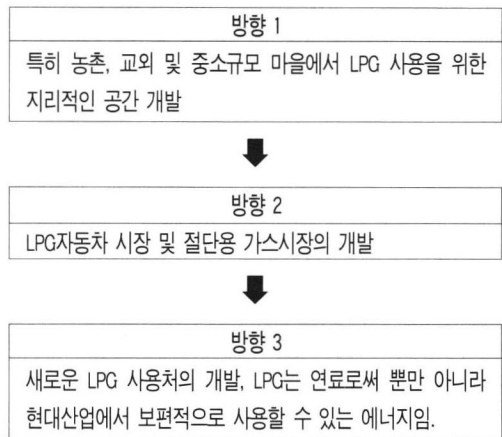 방향 1
특히 농촌, 교외 및 중소규모 마을에서 LPG 사용을 위한
지리적인 공간 개발
방향 2
LPG자동차 시장 및 절단용 가스시장의 개발
방향 3
새로운 LPG 사용처의 개발, LPG는 연료로써 뿐만 아니라
현대산업에서 보편적으로 사용할 수 있는 에너지임.